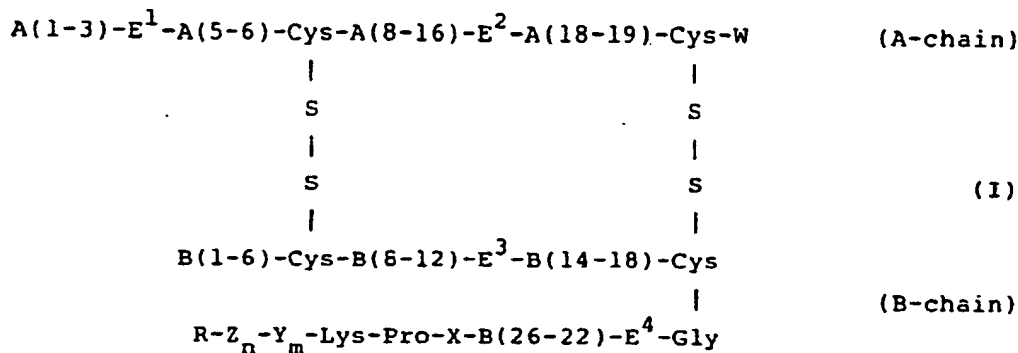 A(1-3)-E¹-A(5-6)-Cys-A(8-16)-E²-A(18-19)-Cys-W (A-chain)
| |
S S
| |
S S (I)
| |
B(1-6)-Cys-B(8-12)-E³-B(14-18)-Cys
| (B-chain)
R-Zₙ-Yₘ-Lys-Pro-X-B(26-22)-E⁴-Gly